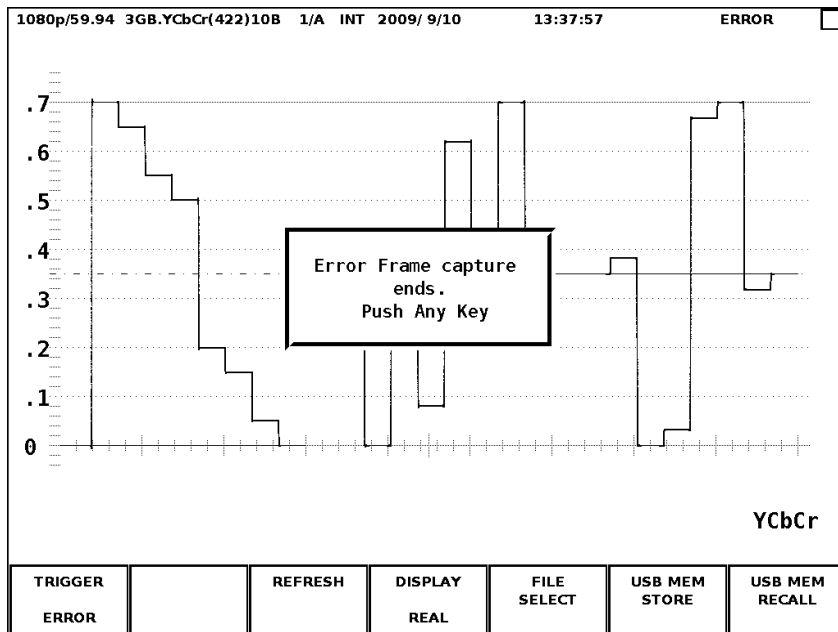 1080p/59.94 3GB.YCbCr(422)10B 1/A INT 2009/ 9/10 13:37:57 ERROR
.7
.6
.5
.4
.3
.2
.1
0
Error Frame capture
ends.
Push Any Key
YCbCr
TRIGGER
ERROR
REFRESH
DISPLAY
REAL
FILE
SELECT
USB MEM
STORE
USB MEM
RECALL